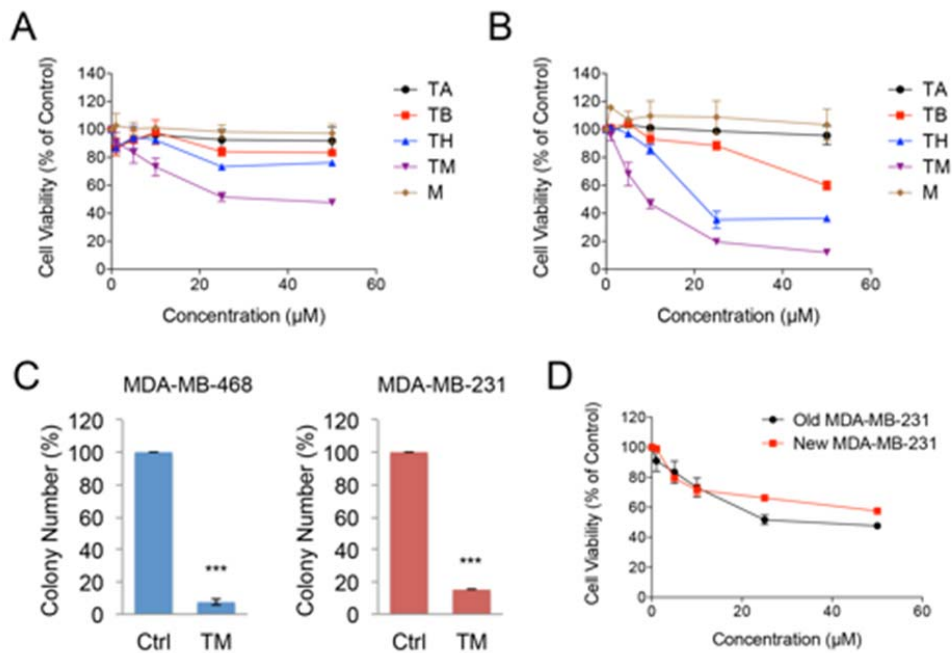 A
Cell Viability (% of Control)
140
120
100
80
60
40
20
0
0
20
40
60
Concentration (µM)
TA
TB
TH
TM
M
B
Cell Viability (% of Control)
140
120
100
80
60
40
20
0
0
20
40
60
Concentration (µM)
TA
TB
TH
TM
M
C
MDA-MB-468
Colony Number (%)
120
100
80
60
40
20
0
***
Ctrl
TM
MDA-MB-231
Colony Number (%)
120
100
80
60
40
20
0
***
Ctrl
TM
D
Cell Viability (% of Control)
120
100
80
60
40
20
0
0
20
40
60
Concentration (µM)
Old MDA-MB-231
New MDA-MB-231